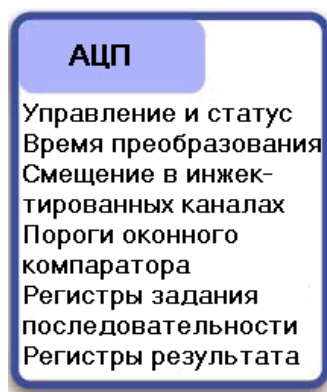 АЦП
Управление и статус
Время преобразования
Смещение в инжек-
тированных каналах
Пороги оконного
компаратора
Регистры задания
последовательности
Регистры результата